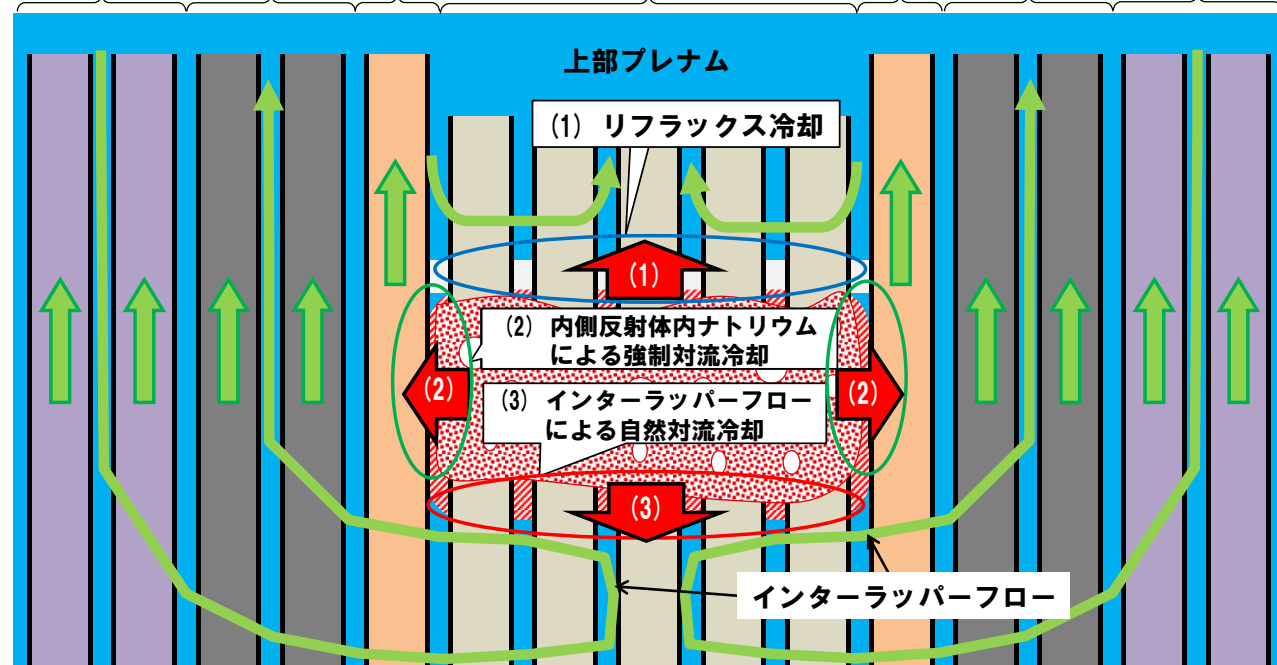 上部プレナム
(1) リフラックス冷却
(1)
(2) 内側反射体内ナトリウム
による強制対流冷却
(2)
(2)
(3) インターラッパーフロー
による自然対流冷却
(3)
インターラッパーフロー